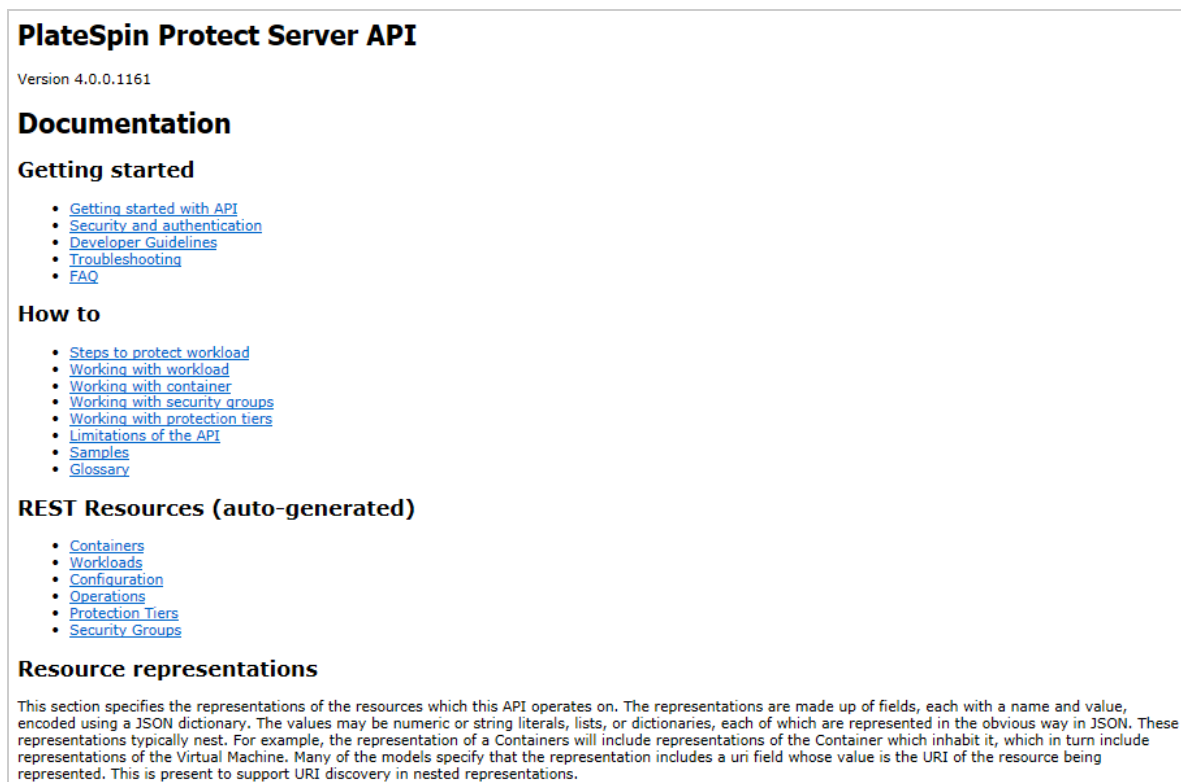 PlateSpin Protect Server API
Version 4.0.0.1161
Documentation
Getting started
Getting started with API
Security and authentication
Developer Guidelines
Troubleshooting
FAQ
How to
Steps to protect workload
Working with workload
Working with container
Working with security groups
Working with protection tiers
Limitations of the API
Samples
Glossary
REST Resources (auto-generated)
Containers
Workloads
Configuration
Operations
Protection Tiers
Security Groups
Resource representations
This section specifies the representations of the resources which this API operates on. The representations are made up of fields, each with a name and value,
encoded using a JSON dictionary. The values may be numeric or string literals, lists, or dictionaries, each of which are represented in the obvious way in JSON. These
representations typically nest. For example, the representation of a Containers will include representations of the Container which inhabit it, which in turn include
representations of the Virtual Machine. Many of the models specify that the representation includes a uri field whose value is the URI of the resource being
represented. This is present to support URI discovery in nested representations.